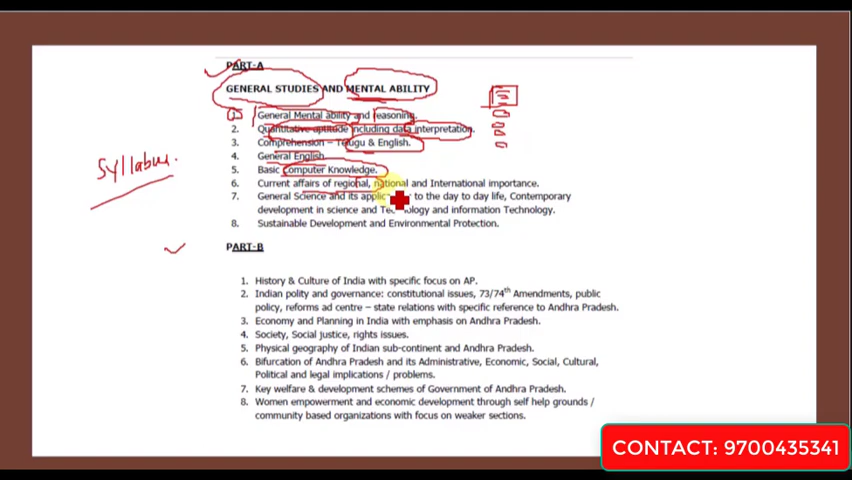 PART-A
GENERAL STUDIES AND MENTAL ABILITY
General Mental ability and reasoning.
2. Quantitative aptitude including data interpretation.
3. Comprehension – Telugu & English.
4. General English.
5. Basic Computer Knowledge.
6. Current affairs of regional, national and International importance.
7. General Science and its applic to the day to day life, Contemporary
development in science and Te ology and information Technology.
8. Sustainable Development and Environmental Protection.
Syllabus.
PART-B
1. History & Culture of India with specific focus on AP.
2. Indian polity and governance: constitutional issues, 73/74th Amendments, public
policy, reforms ad centre – state relations with specific reference to Andhra Pradesh.
3. Economy and Planning in India with emphasis on Andhra Pradesh.
4. Society, Social justice, rights issues.
5. Physical geography of Indian sub-continent and Andhra Pradesh.
6. Bifurcation of Andhra Pradesh and its Administrative, Economic, Social, Cultural,
Political and legal implications / problems.
7. Key welfare & development schemes of Government of Andhra Pradesh.
8. Women empowerment and economic development through self help grounds /
community based organizations with focus on weaker sections.
CONTACT: 9700435341